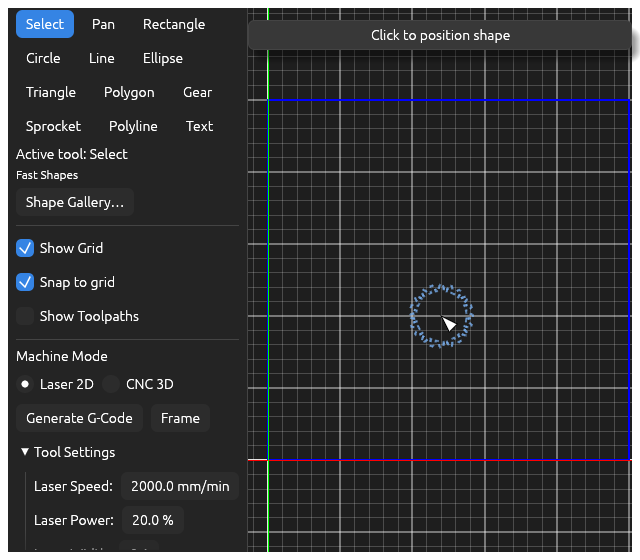 Select Pan Rectangle
Click to position shape
Circle Line Ellipse
Triangle Polygon Gear
Sprocket Polyline Text
Active tool: Select
Fast Shapes
Shape Gallery...
Show Grid
Snap to grid
Show Toolpaths
Machine Mode
Laser 2D CNC 3D
Generate G-Code Frame
▼ Tool Settings
Laser Speed: 2000.0 mm/min
Laser Power: 20.0 %